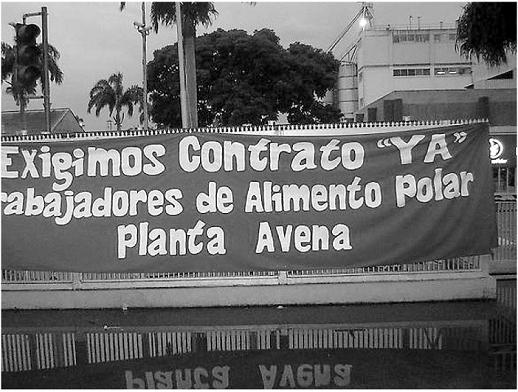 Exigimos Contrato "YA"
rabajadores de Alimento Polar
Planta Avena